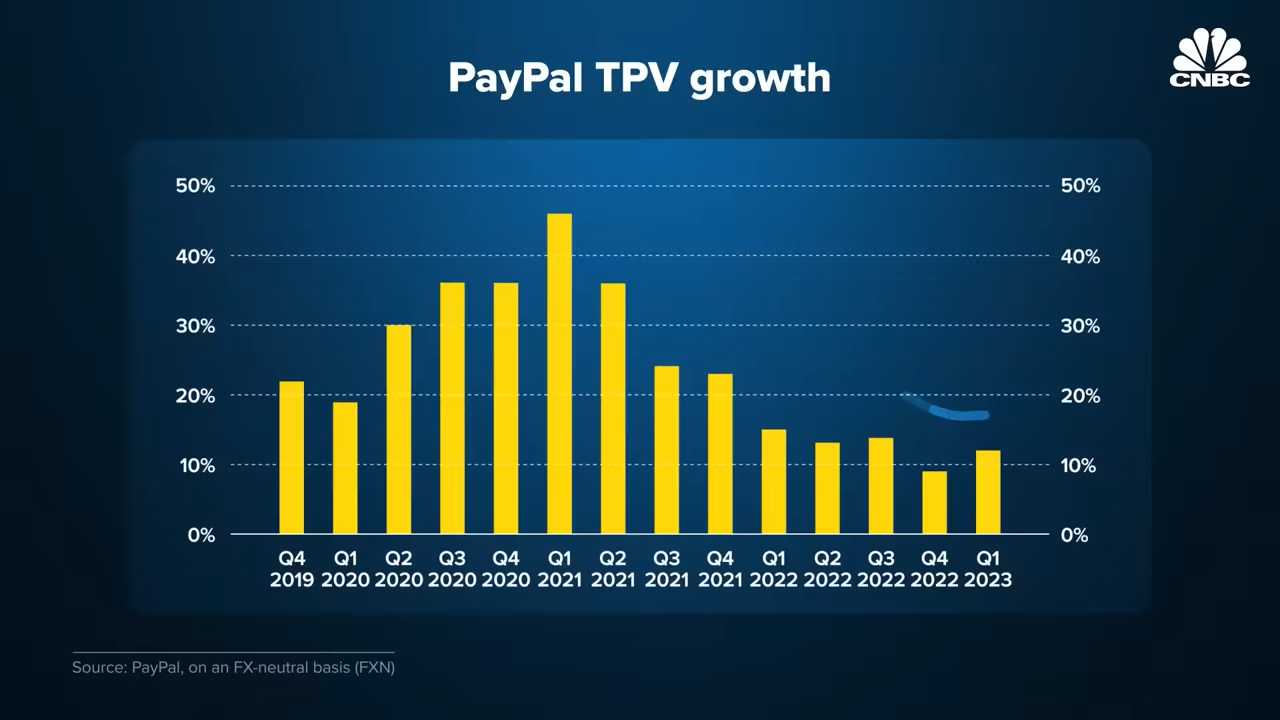 CNBC
PayPal TPV growth
50% 50%
40% 40%
30% 30%
20% 20%
10% 10%
0% 0%
Q4 Q1 Q2 Q3 Q4 Q1 Q2 Q3 Q4 Q1 Q2 Q3 Q4 Q1
2019 2020 2020 2020 2020 2021 2021 2021 2021 2022 2022 2022 2022 2023
Source: PayPal, on an FX-neutral basis (FXN)